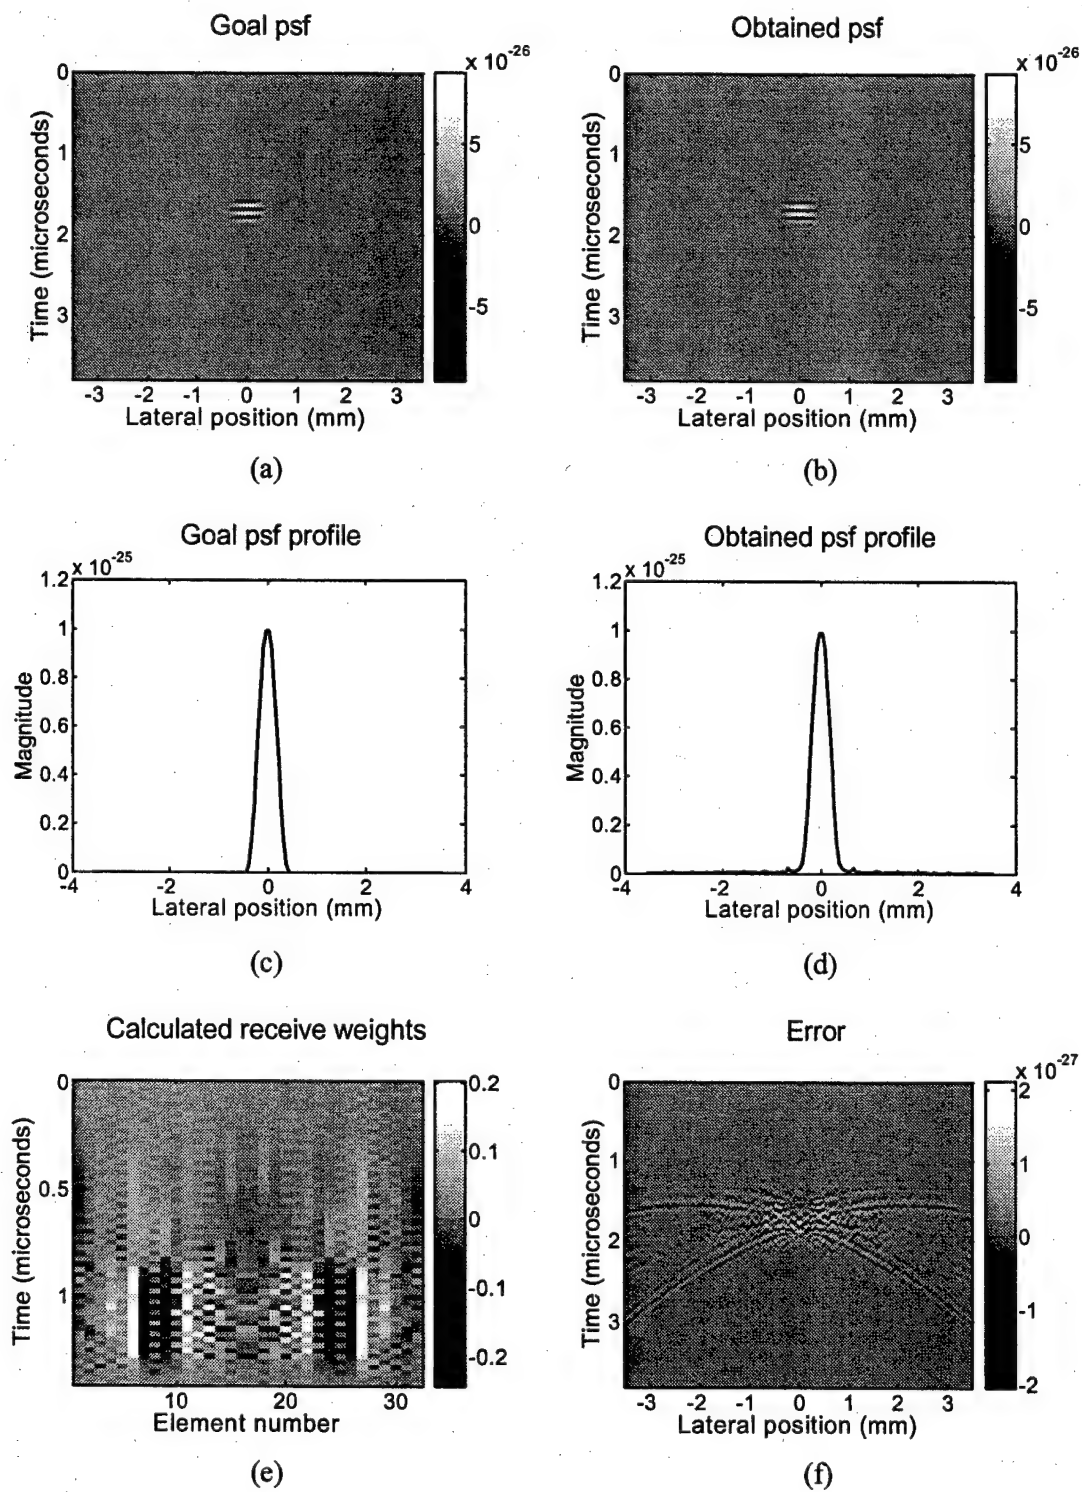 Goal psf
x 10-26
0
1
2
3
Time (microseconds)
5
0
-5
-3 -2 -1 0 1 2 3
Lateral position (mm)
(a)
Obtained psf
x 10-26
0
1
2
3
Time (microseconds)
5
0
-5
-3 -2 -1 0 1 2 3
Lateral position (mm)
(b)
Goal psf profile
x 10-25
1.2
1
0.8
0.6
0.4
0.2
0
Magnitude
-4 -2 0 2 4
Lateral position (mm)
(c)
Obtained psf profile
x 10-25
1.2
1
0.8
0.6
0.4
0.2
0
Magnitude
-4 -2 0 2 4
Lateral position (mm)
(d)
Calculated receive weights
0
0.5
1
Time (microseconds)
0.2
0.1
0
-0.1
-0.2
10 20 30
Element number
(e)
Error
x 10-27
0
1
2
3
Time (microseconds)
2
1
0
-1
-2
-3 -2 -1 0 1 2 3
Lateral position (mm)
(f)